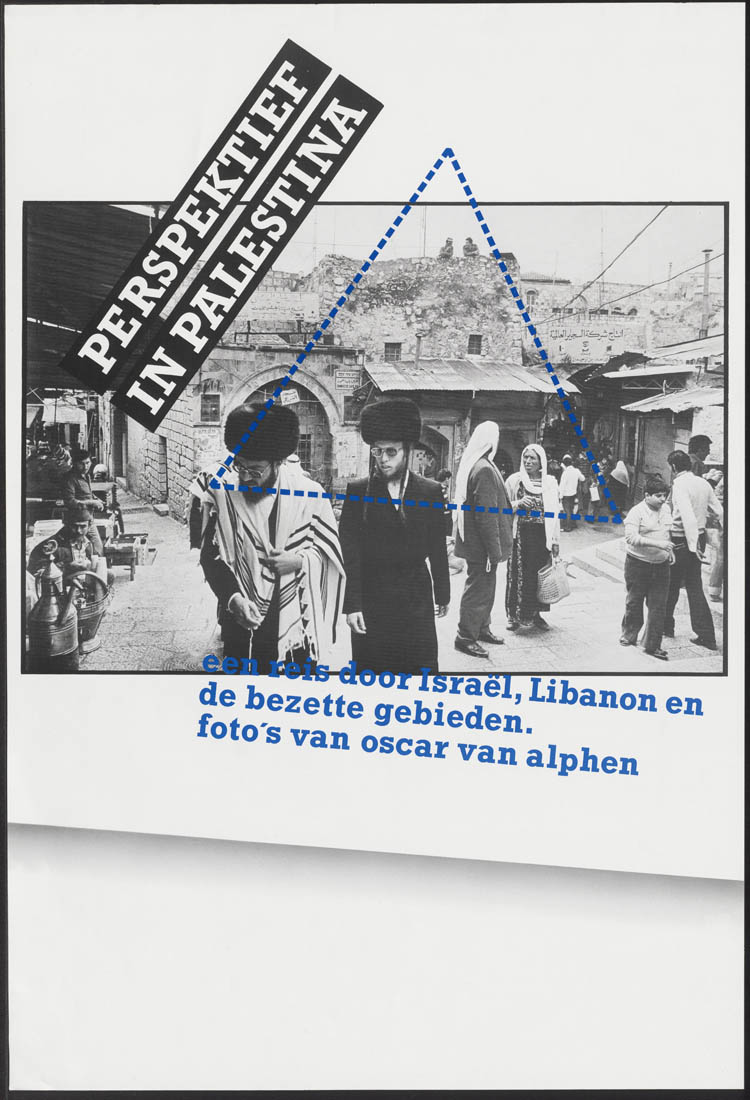 PERSPEKTIEF
IN PALESTINA
een reis door Israël, Libanon en
de bezette gebieden.
foto´s van oscar van alphen